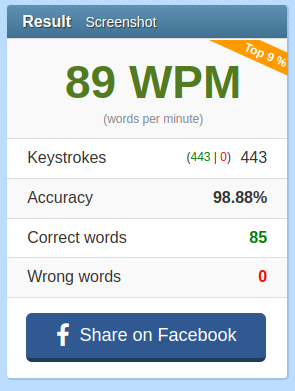 Result Screenshot
Top 9 %
89 WPM
(words per minute)
Keystrokes (443 | 0) 443
Accuracy 98.88%
Correct words 85
Wrong words 0
Share on Facebook